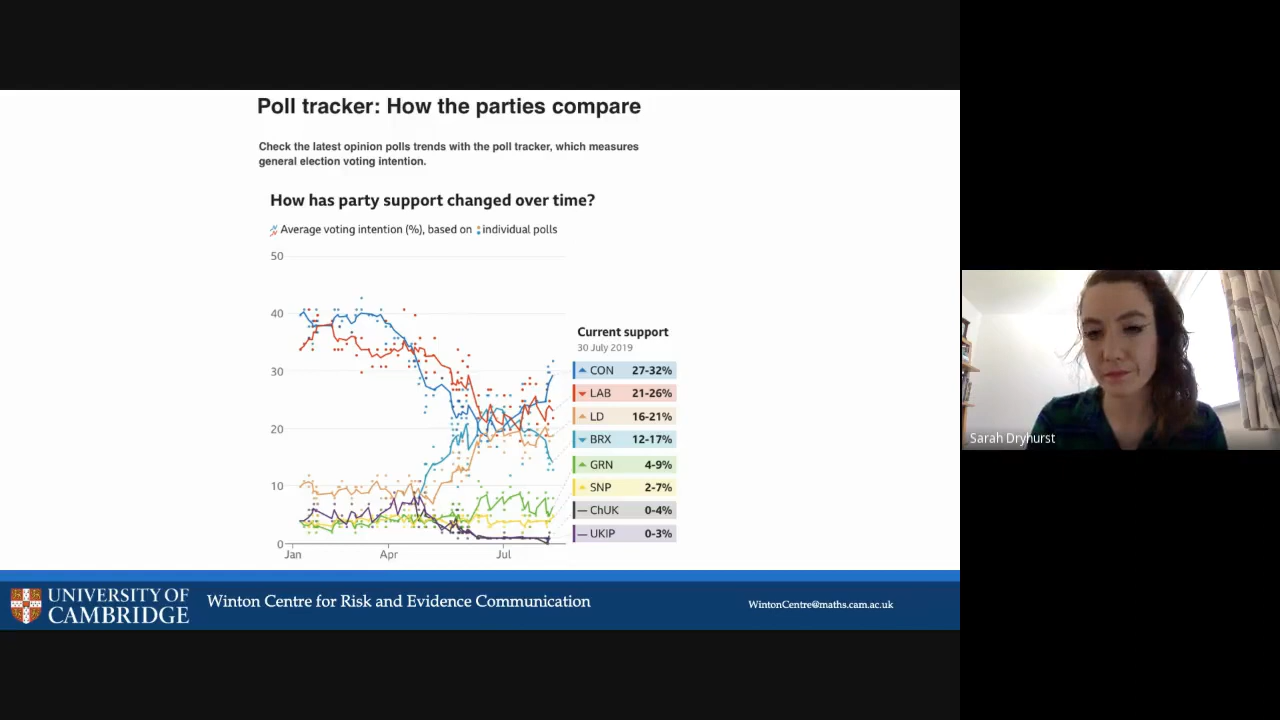 Poll tracker: How the parties compare
Check the latest opinion polls trends with the poll tracker, which measures
general election voting intention.
How has party support changed over time?
Average voting intention (%), based on individual polls
50
40
30
20
10
0
Jan Apr Jul
Current support
30 July 2019
CON 27-32%
LAB 21-26%
LD 16-21%
BRX 12-17%
GRN 4-9%
SNP 2-7%
ChUK 0-4%
UKIP 0-3%
UNIVERSITY OF
CAMBRIDGE
Winton Centre for Risk and Evidence Communication
WintonCentre@maths.cam.ac.uk
Sarah Dryhurst